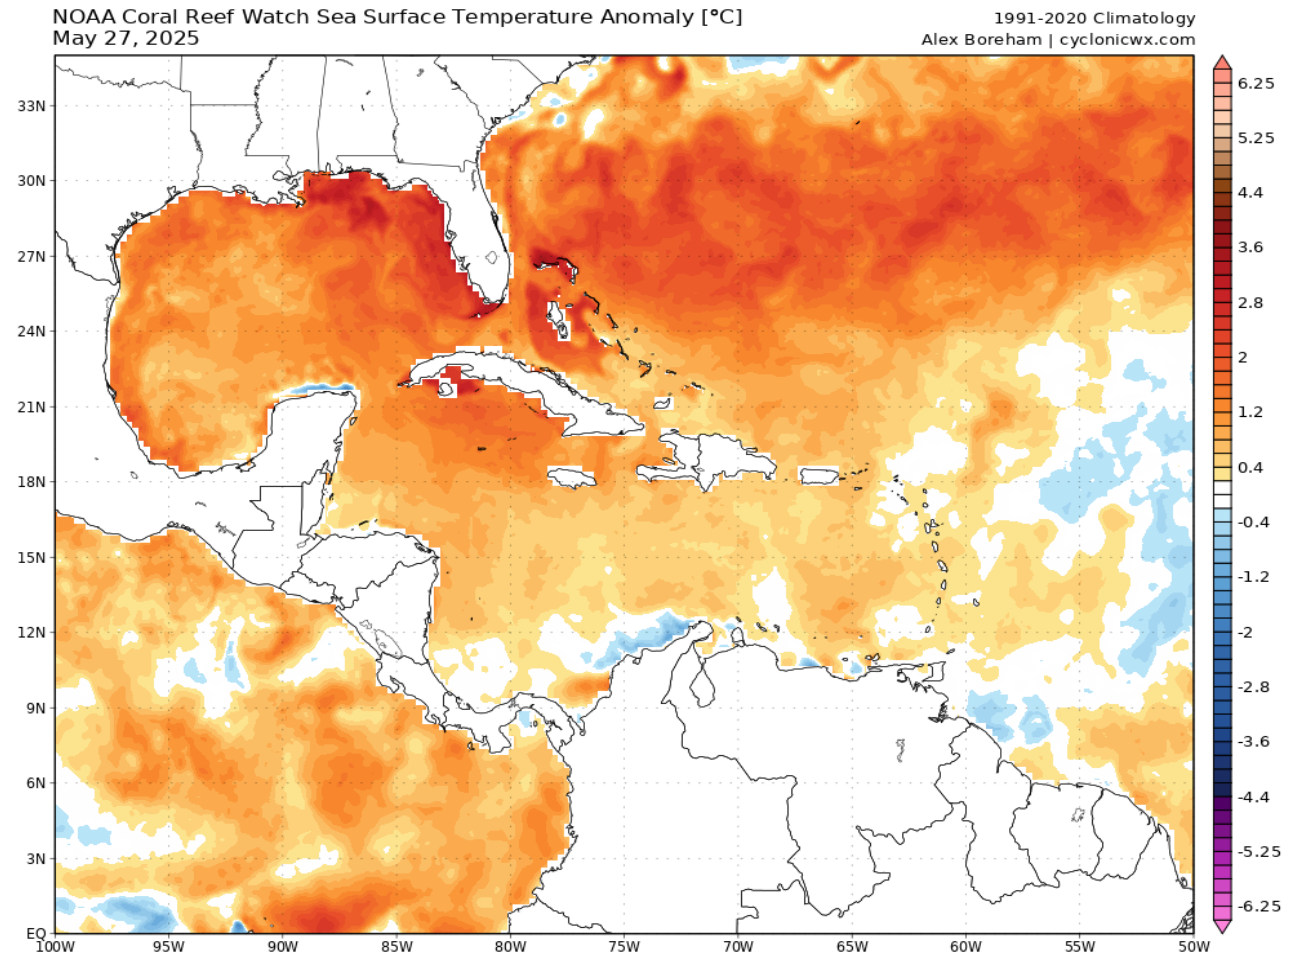 NOAA Coral Reef Watch Sea Surface Temperature Anomaly [°C]
May 27, 2025
1991-2020 Climatology
Alex Boreham | cyclonicwx.com
33N
30N
27N
24N
21N
18N
15N
12N
9N
6N
3N
EQ
100W
95W
90W
85W
80W
75W
70W
65W
60W
55W
50W
6.25
5.25
4.4
3.6
2.8
2
1.2
0.4
-0.4
-1.2
-2
-2.8
-3.6
-4.4
-5.25
-6.25